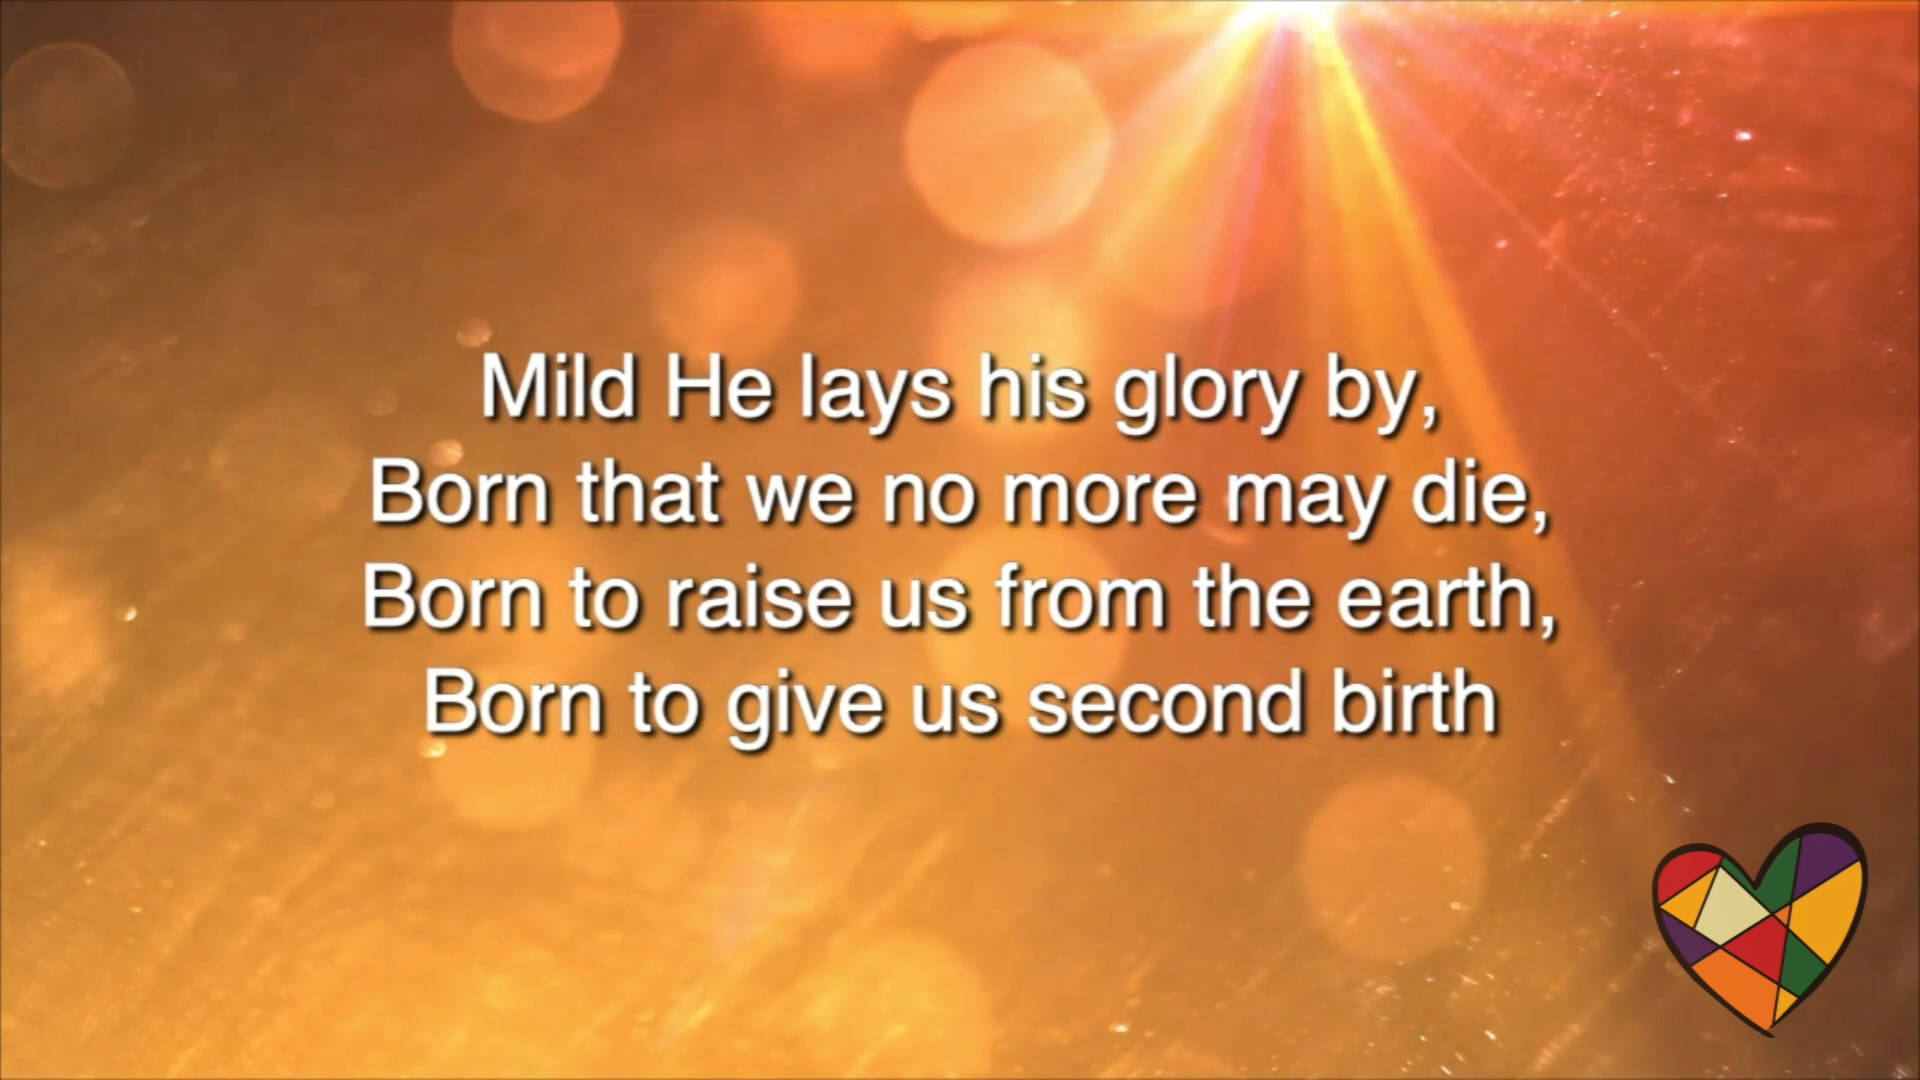 Mild He lays his glory by,
Born that we no more may die,
Born to raise us from the earth,
Born to give us second birth